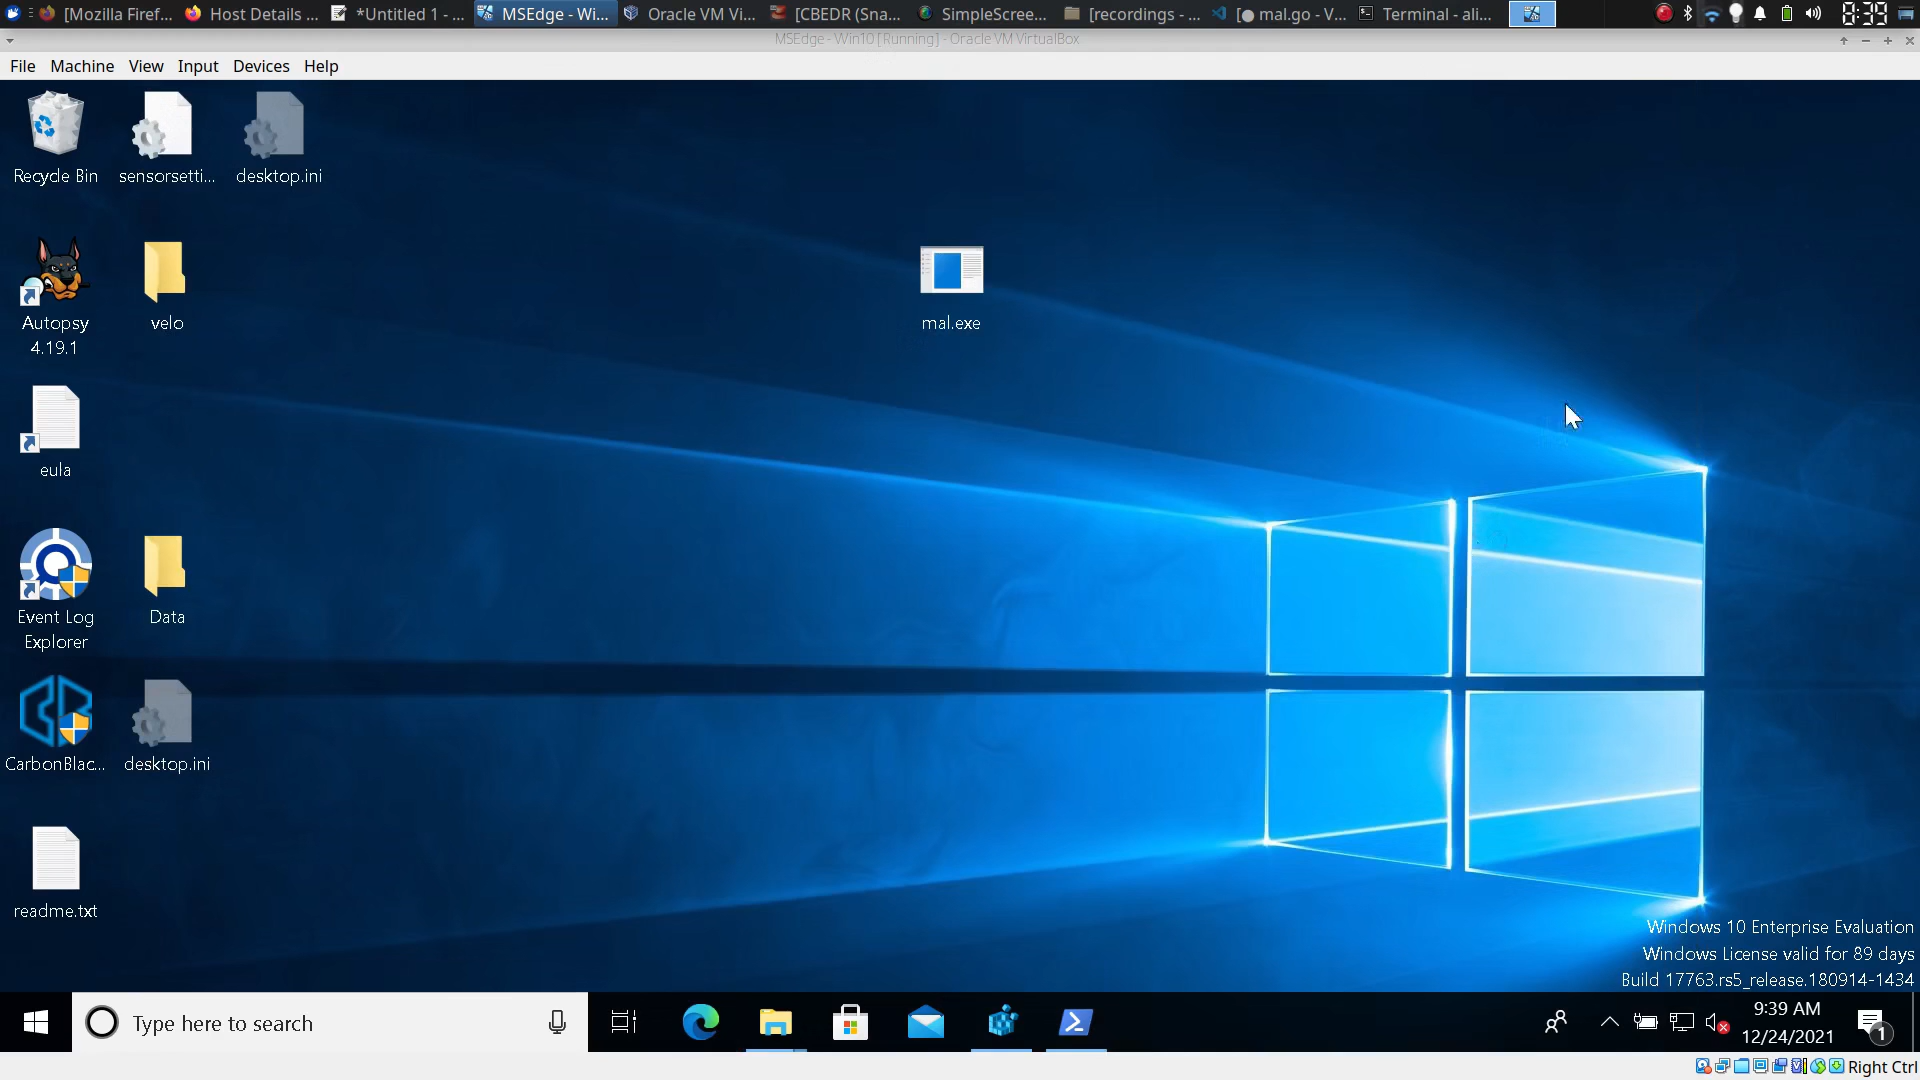 [Mozilla Firef...
Host Details ...
*Untitled 1 - ...
MSEdge - Wi...
Oracle VM Vi...
[CBEDR (Sna...
SimpleScree...
[recordings - ...
[● mal.go - V...
Terminal - ali...
8:39
MSEdge - Win10 [Running] - Oracle VM VirtualBox
File Machine View Input Devices Help
Recycle Bin
sensorsetti...
desktop.ini
Autopsy
4.19.1
velo
mal.exe
eula
Event Log
Explorer
Data
CarbonBlac...
desktop.ini
readme.txt
Windows 10 Enterprise Evaluation
Windows License valid for 89 days
Build 17763.rs5_release.180914-1434
Type here to search
9:39 AM
12/24/2021
1
Right Ctrl